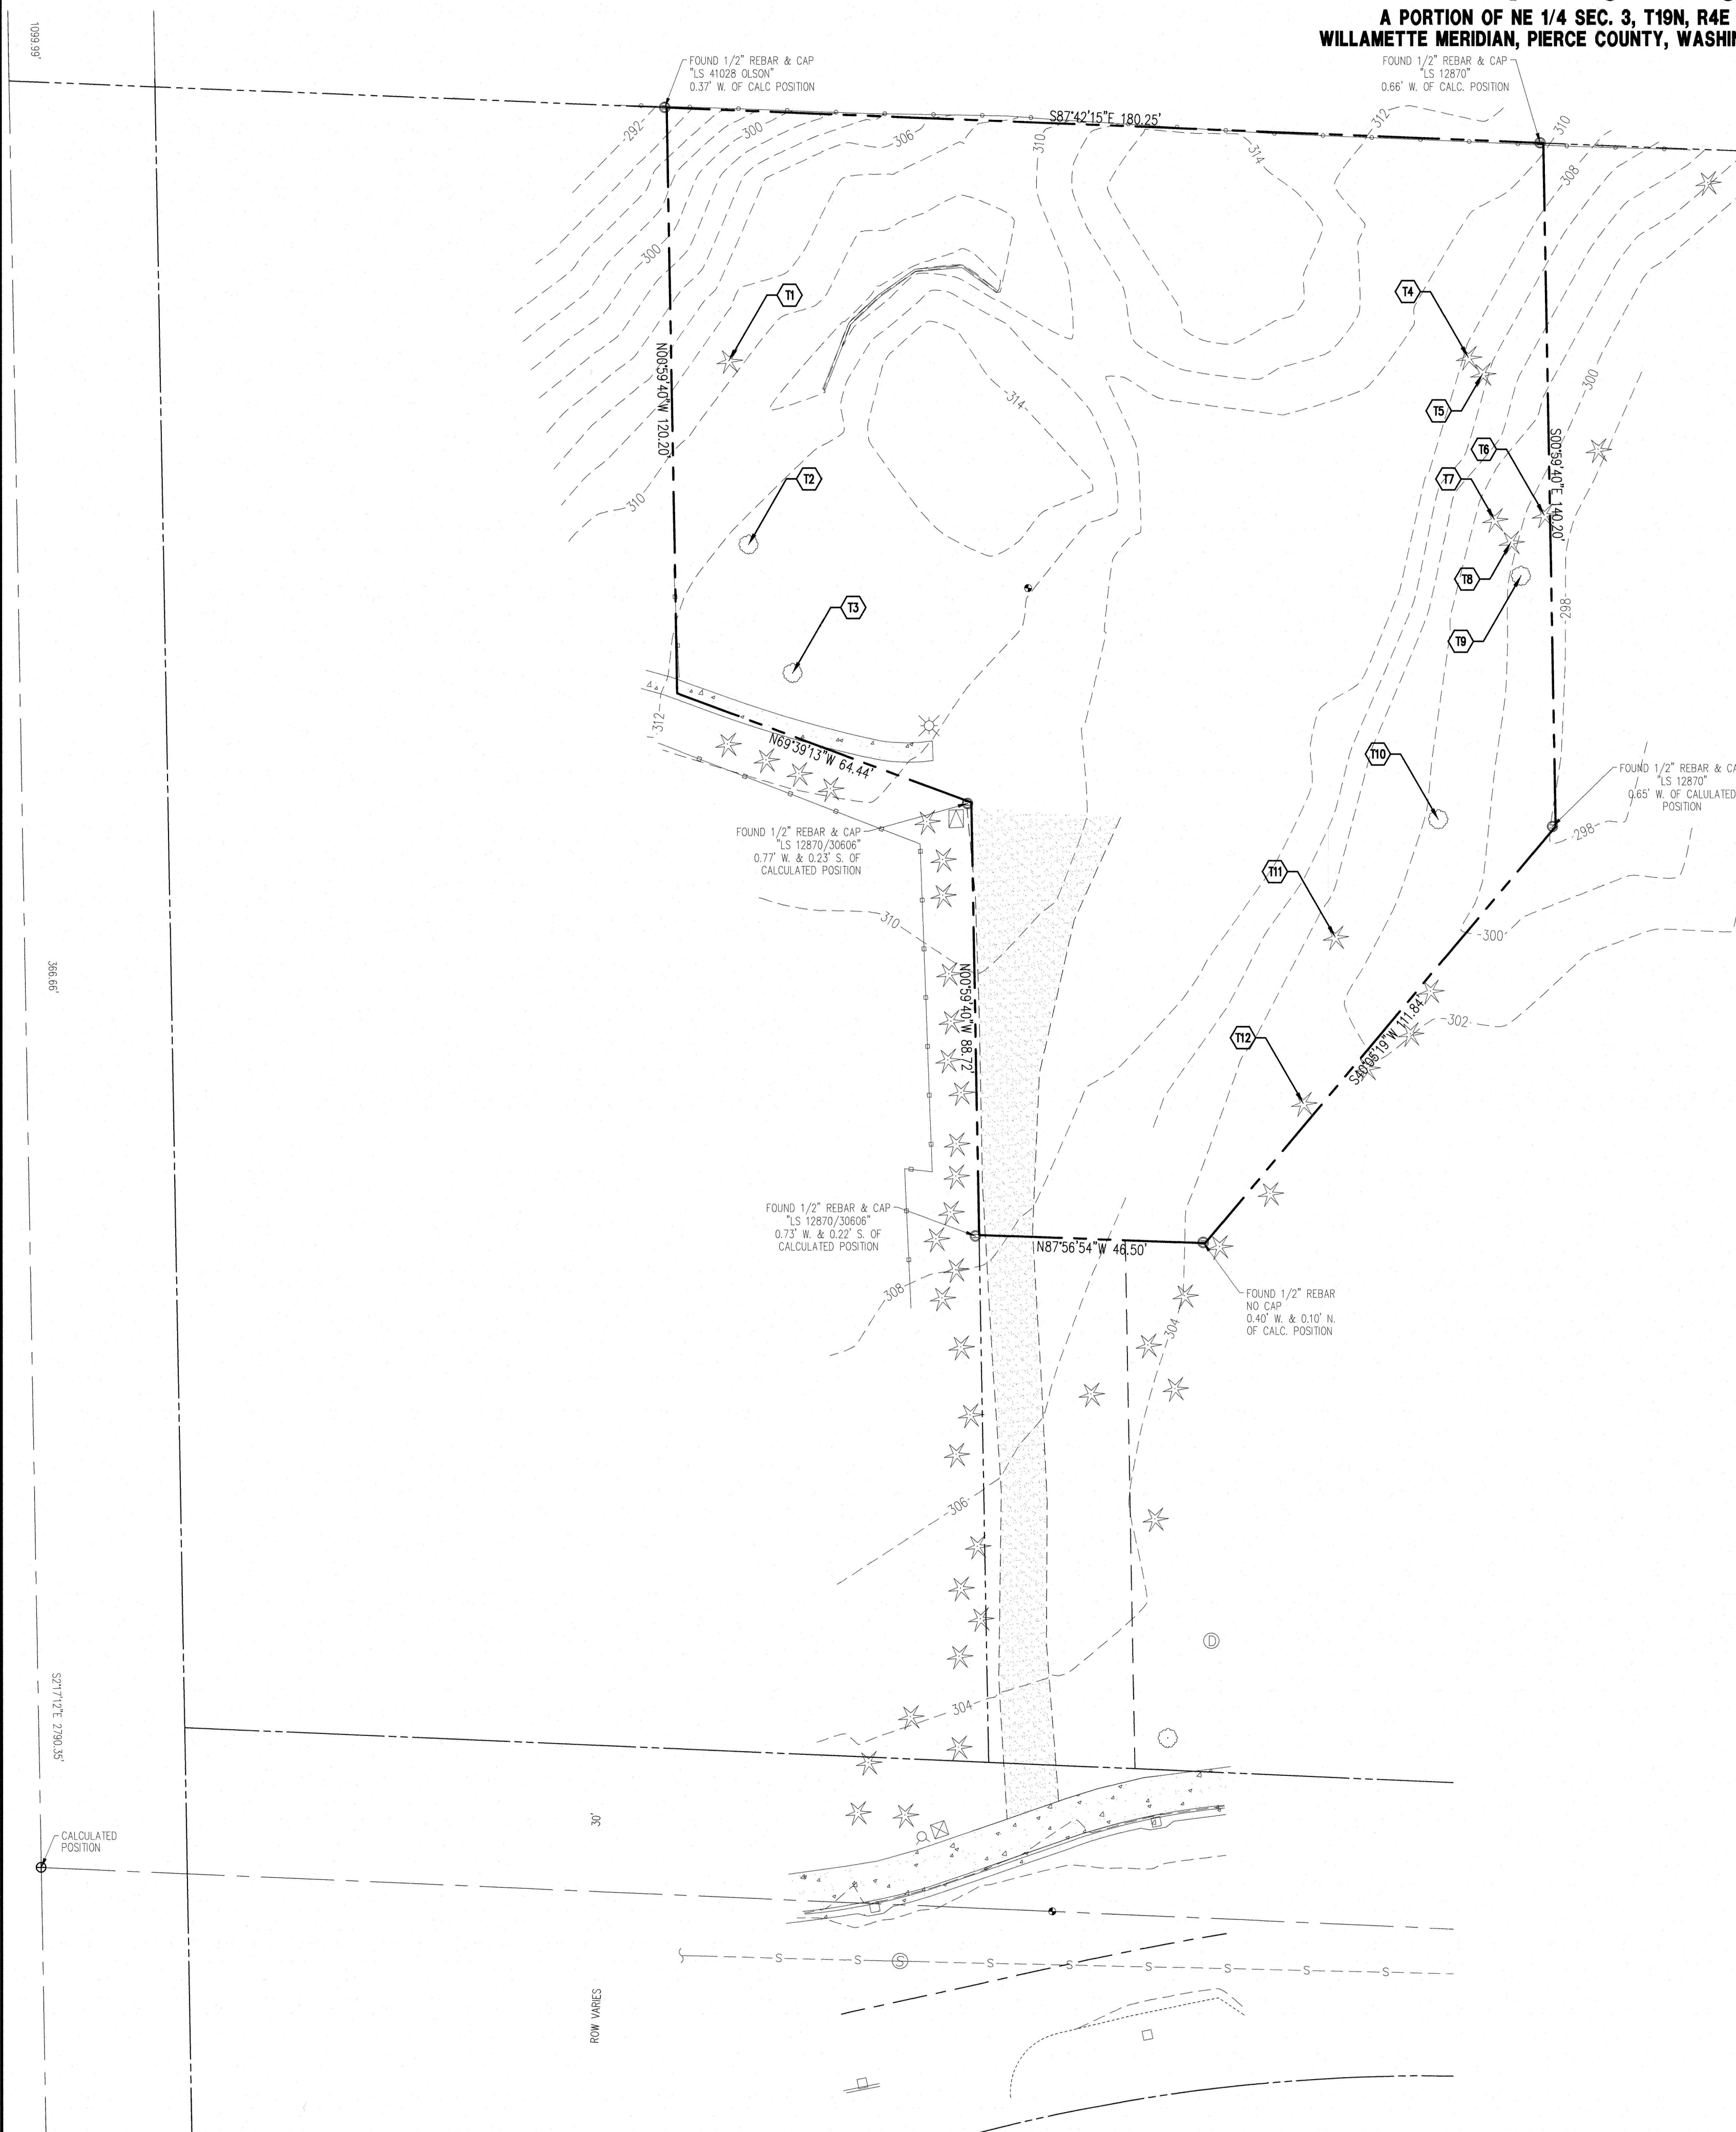 A PORTION OF NE 1/4 SEC. 3, T19N, R4E
WILLAMETTE MERIDIAN, PIERCE COUNTY, WASHIN
1099.99'
FOUND 1/2" REBAR & CAP
"LS 41028 OLSON"
0.37' W. OF CALC POSITION
FOUND 1/2" REBAR & CAP
"LS 12870"
0.66' W. OF CALC. POSITION
S87°42'15"E 180.25'
292
300
306
310
314
312
310
308
300
T1
T4
N00°59'40"W 120.20'
300
314
T5
T6
S00°59'40"E 140.20'
T7
T2
310
T8
T3
T9
298
312
N69°39'13"W 64.44'
T10
FOUND 1/2" REBAR & CA
"LS 12870"
0.65' W. OF CALULATED
POSITION
298
FOUND 1/2" REBAR & CAP
"LS 12870/30606"
0.77' W. & 0.23' S. OF
CALCULATED POSITION
T11
310
300
366.66'
N00°59'40"W 88.72'
302
T12
S40°05'19"W 111.84'
FOUND 1/2" REBAR & CAP
"LS 12870/30606"
0.73' W. & 0.22' S. OF
CALCULATED POSITION
N87°56'54"W 46.50'
308
FOUND 1/2" REBAR
NO CAP
0.40' W. & 0.10' N.
OF CALC. POSITION
304
306
D
S2°17'12"E 2790.35'
304
30'
CALCULATED
POSITION
S S S S S S S S S
ROW VARIES